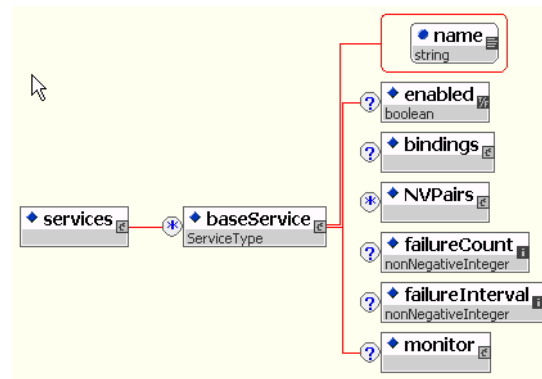 name
string
? enabled
boolean
? bindings
* NVPairs
services
* baseService
ServiceType
? failureCount
nonNegativeInteger
? failureInterval
nonNegativeInteger
? monitor